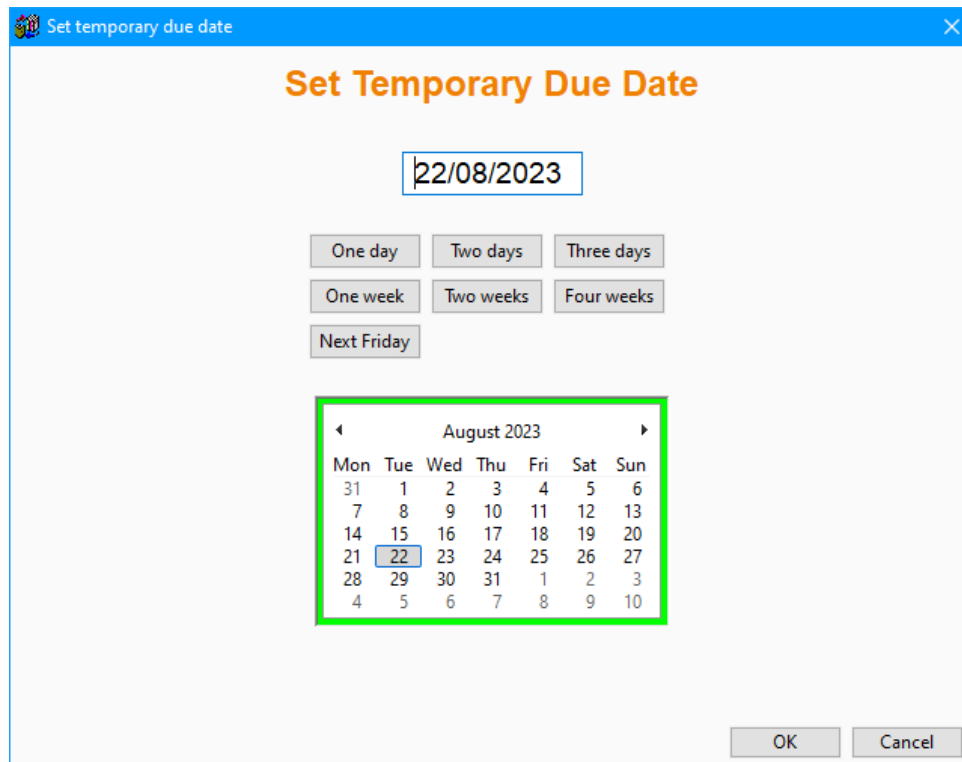 Set temporary due date
Set Temporary Due Date
22/08/2023
One day Two days Three days
One week Two weeks Four weeks
Next Friday
August 2023
Mon Tue Wed Thu Fri Sat Sun
31 1 2 3 4 5 6
7 8 9 10 11 12 13
14 15 16 17 18 19 20
21 22 23 24 25 26 27
28 29 30 31 1 2 3
4 5 6 7 8 9 10
OK Cancel